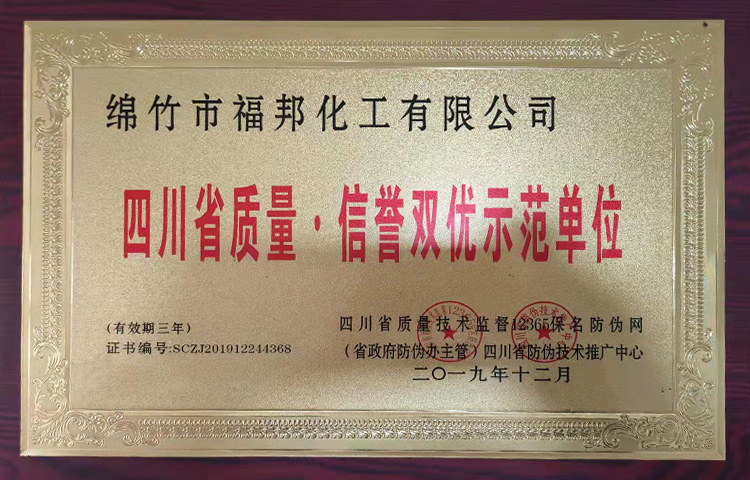 绵竹市福邦化工有限公司
四川省质量·信誉双优示范单位
(有效期三年)
证书编号:SCZJ201912244368
四川省质量技术监督12365保名防伪网
(省政府防伪办主管)四川省防伪技术推广中心
二〇一九年十二月